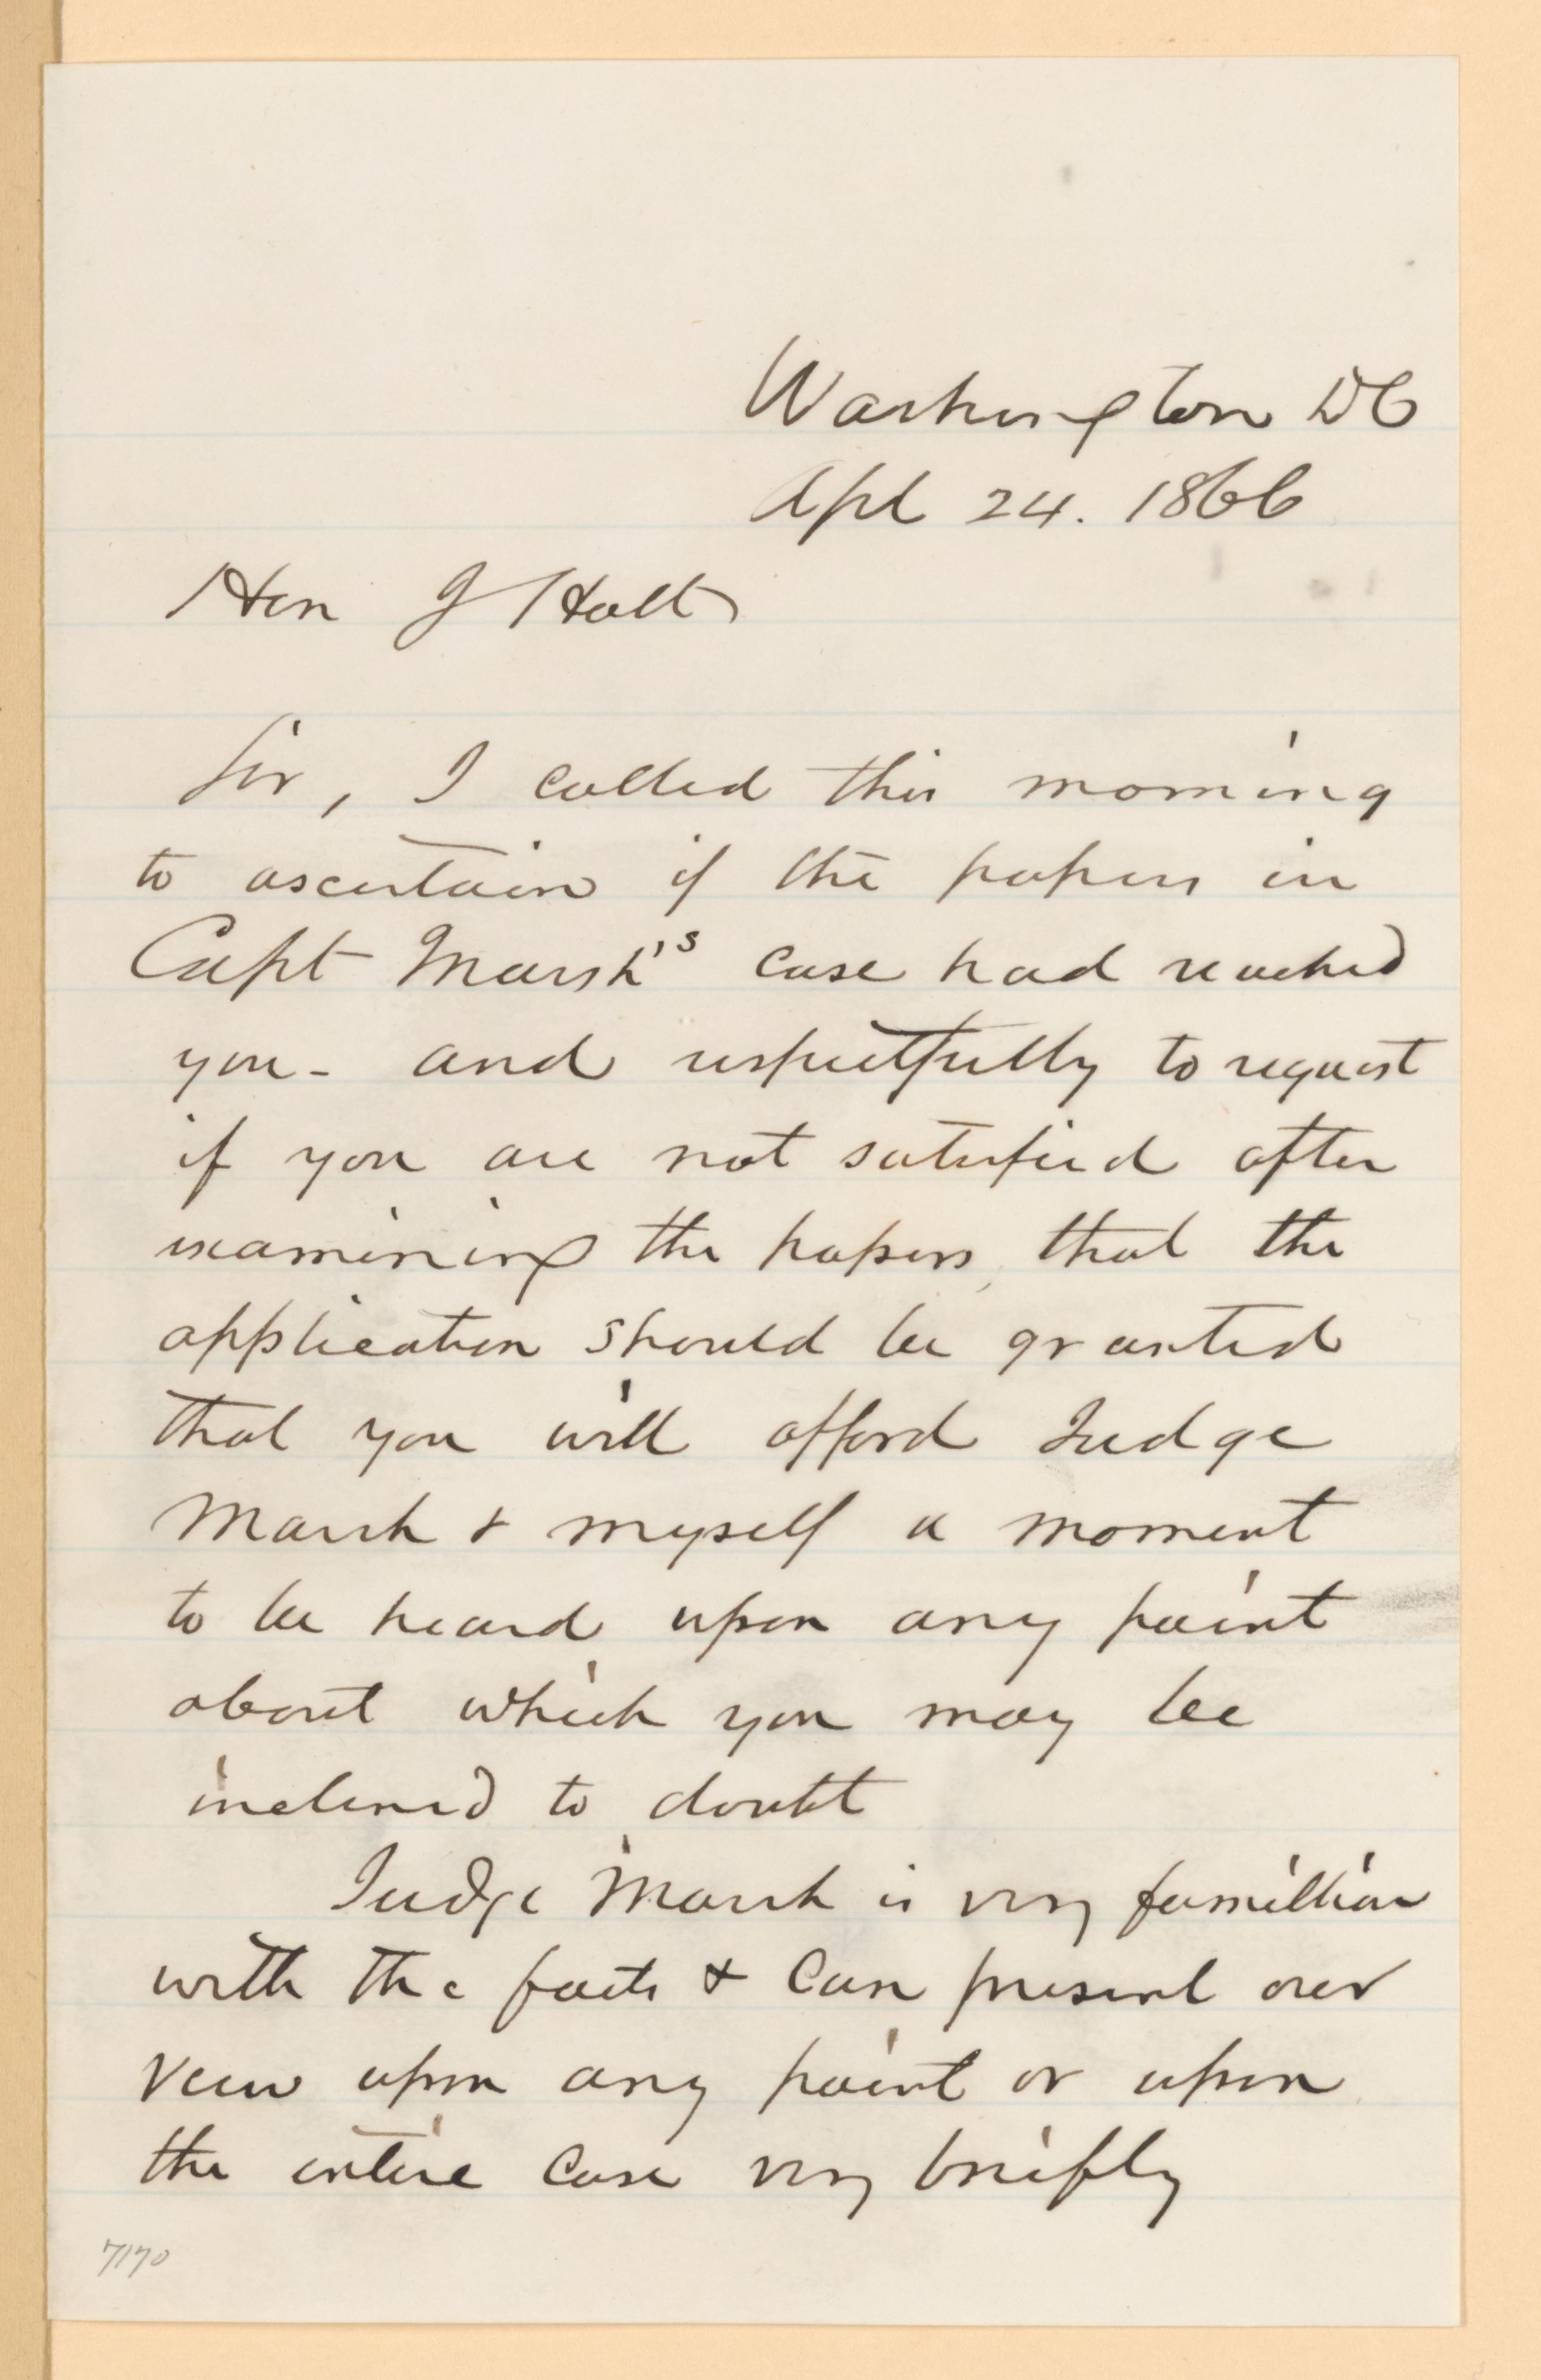 Washington DC
Apl 24. 1866
Hon J Holt
Sir, I called this morning
to ascertain if the papers in
Capt Marsh's case had reached
you - and respectfully to request
if you are not satisfied after
examining the papers, that the
application should be granted
that you will afford Judge
Marsh & myself a moment
to be heard upon any point
about which you may be
inclined to doubt
Judge Marsh is very familliar
with the facts & can present our
veiw upon any point or upon
the entire case very briefly
7170